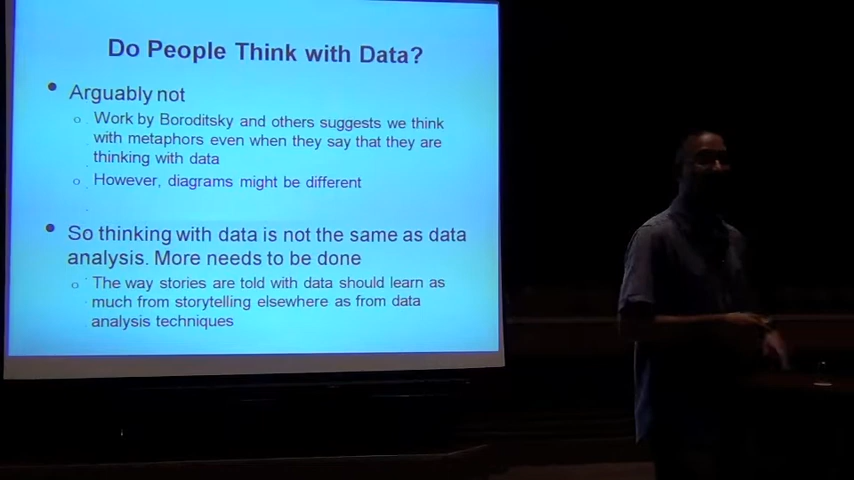 Do People Think with Data?
• Arguably not
o Work by Boroditsky and others suggests we think
with metaphors even when they say that they are
thinking with data
o However, diagrams might be different
• So thinking with data is not the same as data
analysis. More needs to be done
o The way stories are told with data should learn as
much from storytelling elsewhere as from data
analysis techniques